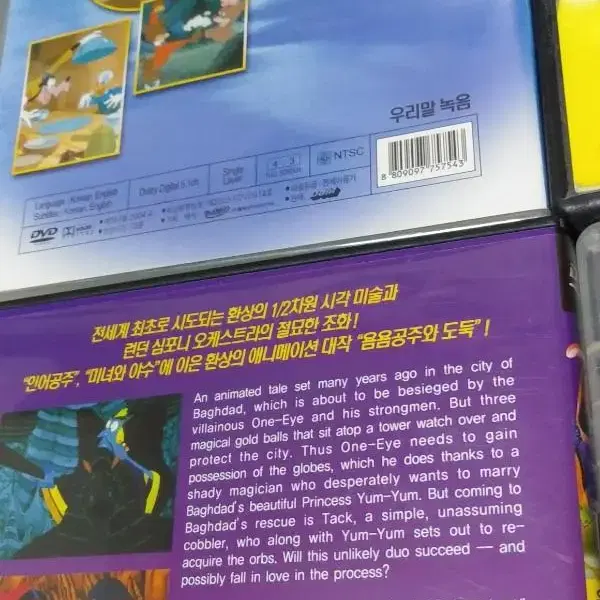 우리말 녹음
Language : Korean, English
Dolby Digital 5.1ch
Single Layer
4 : 3
NTSC
8 809097 757543
DVD
전세계 최초로 시도되는 환상의 1/2차원 시각 미술과
런던 심포니 오케스트라의 절묘한 조화!
"인어공주", "미녀와 야수"에 이은 환상의 애니메이션 대작 "욤욤공주와 도둑"!
An animated tale set many years ago in the city of
Baghdad, which is about to be besieged by the
villainous One-Eye and his strongmen. But three
magical gold balls that sit atop a tower watch over and
protect the city. Thus One-Eye needs to gain
possession of the globes, which he does thanks to a
shady magician who desperately wants to marry
Baghdad's beautiful Princess Yum-Yum. But coming to
Baghdad's rescue is Tack, a simple, unassuming
cobbler, who along with Yum-Yum sets out to re-
acquire the orbs. Will this unlikely duo succeed — and
possibly fall in love in the process?